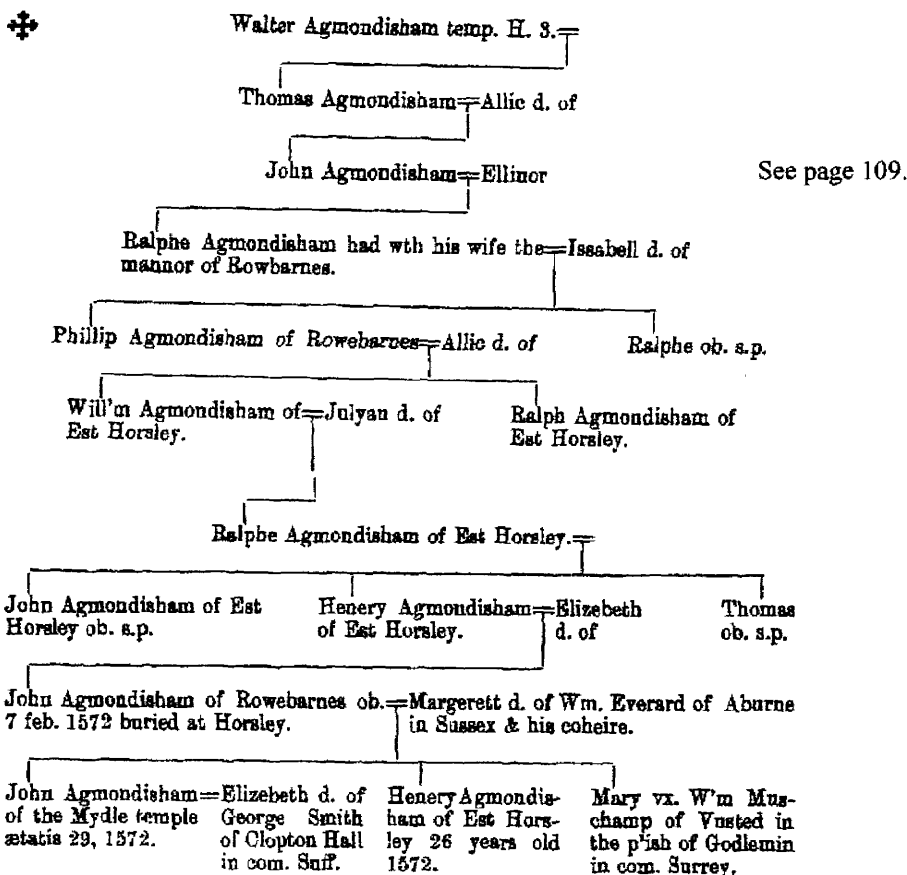 Walter Agmondisham temp. H. 3.=
Thomas Agmondisham=Allic d. of
John Agmondisham=Ellinor
See page 109.
Ralphe Agmondisham had wth his wife the=Issabell d. of
mannor of Rowbarnes.
Phillip Agmondisham of Rowebarnes=Allic d. of
Ralphe ob. s.p.
Will'm Agmondisham of=Julyan d. of
Est Horsley.
Ralph Agmondisham of
Est Horsley.
Ralphe Agmondisham of Est Horsley.=
John Agmondisham of Est
Horsley ob. s.p.
Henery Agmondisham=Elizebeth
of Est Horsley. d. of
Thomas
ob. s.p.
John Agmondisham of Rowebarnes ob.=Margerett d. of Wm. Everard of Aburne
7 feb. 1572 buried at Horsley. in Sussex & his coheire.
John Agmondisham=
of the Mydle temple
ætatis 29, 1572.
Elizebeth d. of
George Smith
of Clopton Hall
in com. Suff.
Henery Agmondis-
ham of Est Hors-
ley 26 years old
1572.
Mary vx. W'm Mus-
champ of Vnsted in
the p'ish of Godlemin
in com. Surrey.